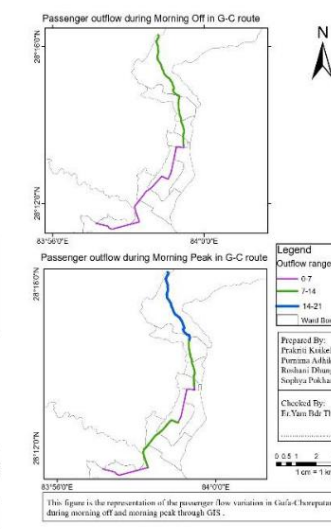 Passenger outflow during Morning Off in G-C route
N
28°16'0"N
28°12'0"N
83°56'0"E
84°0'0"E
Passenger outflow during Morning Peak in G-C route
28°16'0"N
28°12'0"N
83°56'0"E
84°0'0"E
Legend
Outflow range
0-7
7-14
14-21
Ward Bou
Prepared By:
Prakriti
Purnima Adhik
Roshani Dhung
Sophya Pokha
Checked By:
Er.Yam Bdr Th
0 0.5 1 2
1 cm = 1 k
This figure is the representation of the passenger flow variation in Gufa-Chorepatan
during morning off and morning peak through GIS .